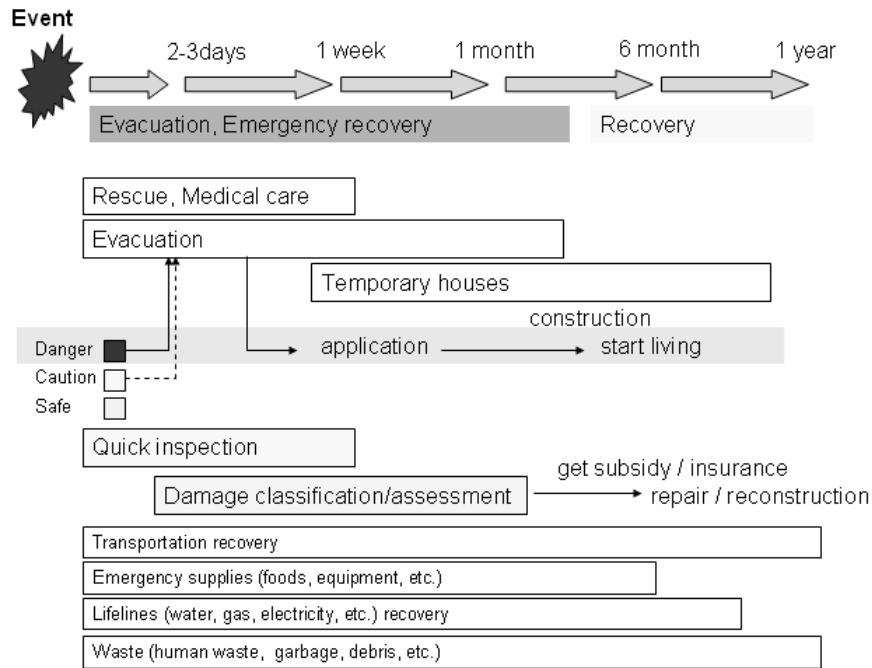 Event
2-3days
1 week
1 month
6 month
1 year
Evacuation, Emergency recovery
Recovery
Rescue, Medical care
Evacuation
Temporary houses
construction
Danger
application
start living
Caution
Safe
Quick inspection
get subsidy / insurance
Damage classification/assessment
repair / reconstruction
Transportation recovery
Emergency supplies (foods, equipment, etc.)
Lifelines (water, gas, electricity, etc.) recovery
Waste (human waste, garbage, debris, etc.)